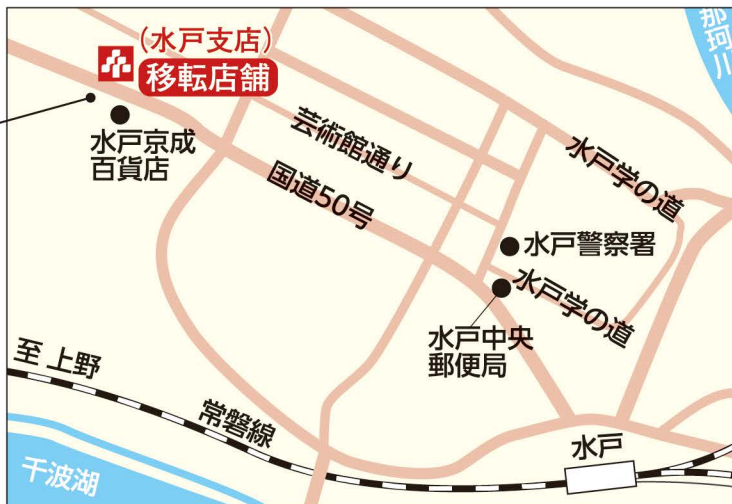 (水戸支店)
移転店舗
那珂川
水戸京成
百貨店
芸術館通り
国道50号
水戸学の道
水戸警察署
水戸学の道
水戸中央
郵便局
至 上野
常磐線
水戸
千波湖